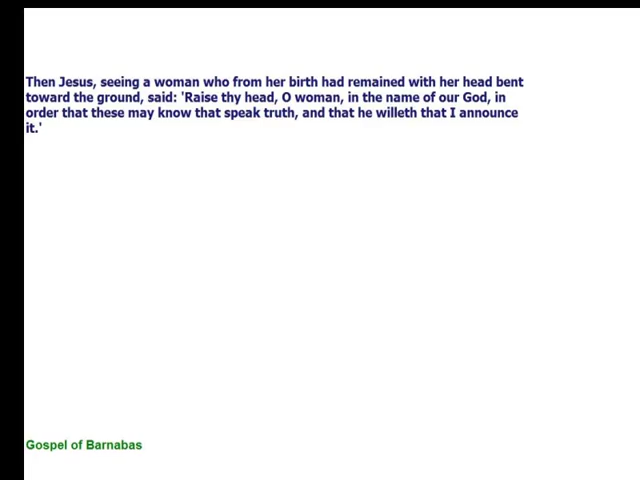 Then Jesus, seeing a woman who from her birth had remained with her head bent
toward the ground, said: 'Raise thy head, O woman, in the name of our God, in
order that these may know that speak truth, and that he willeth that I announce
it.'
Gospel of Barnabas